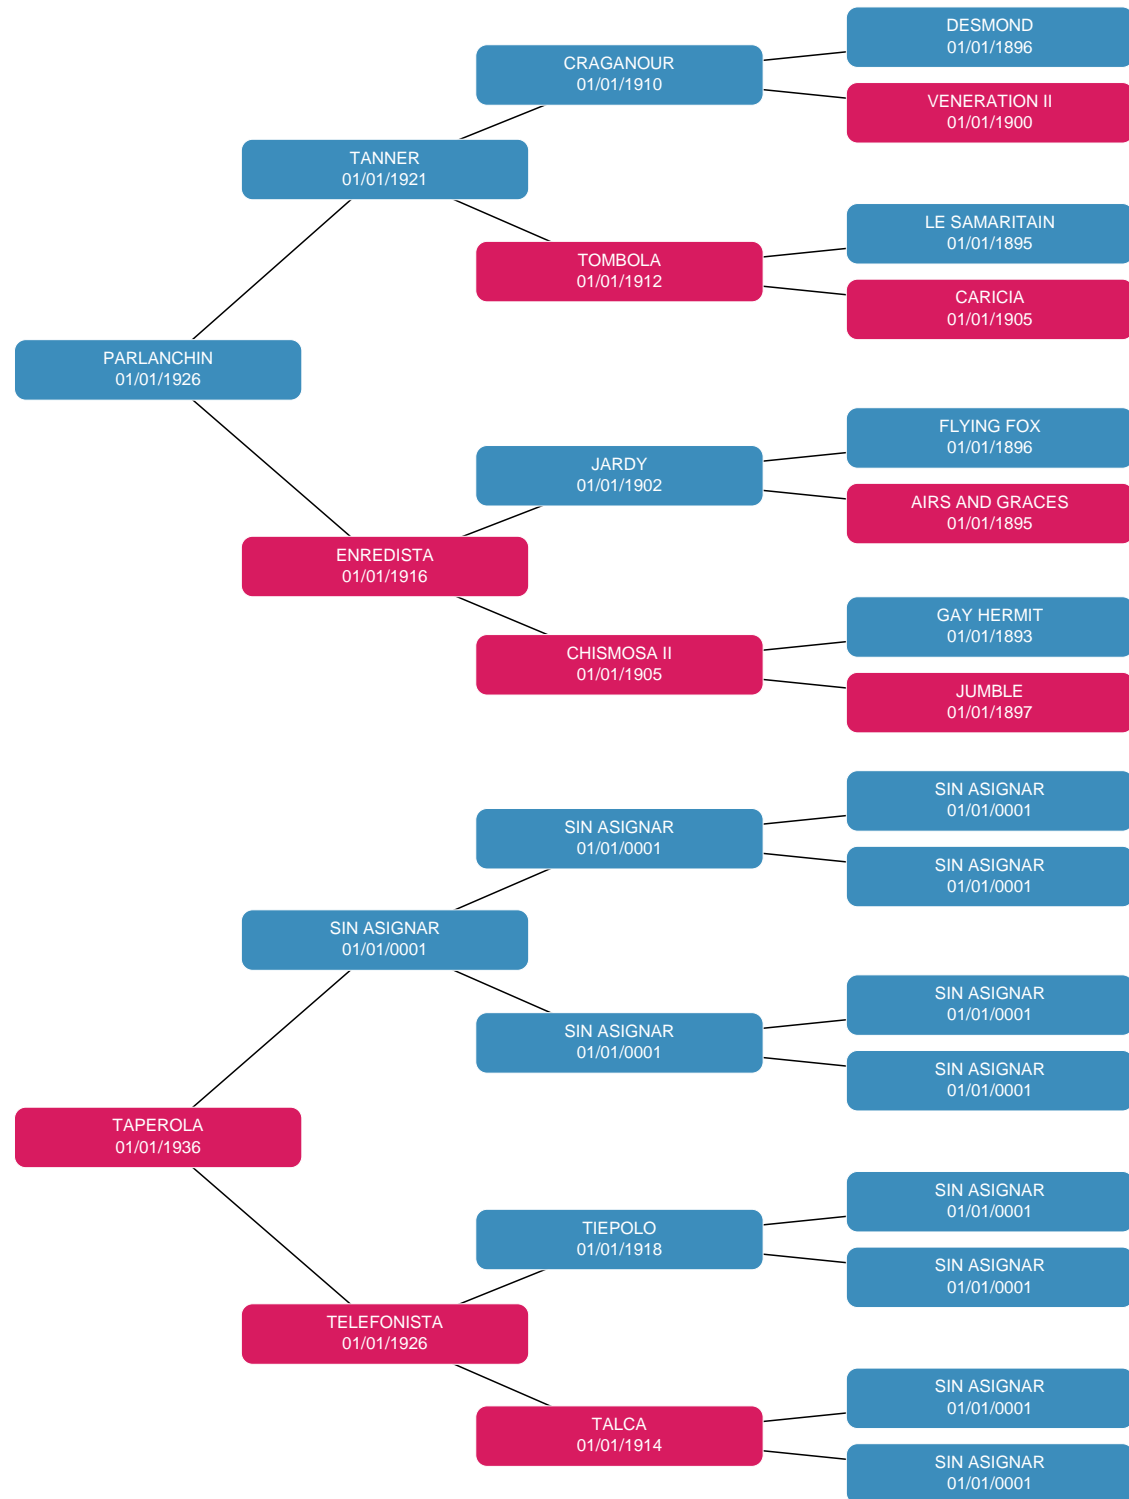 DESMOND
01/01/1896
CRAGANOUR
01/01/1910
VENERATION II
01/01/1900
TANNER
01/01/1921
LE SAMARITAIN
01/01/1895
TOMBOLA
01/01/1912
CARICIA
01/01/1905
PARLANCHIN
01/01/1926
FLYING FOX
01/01/1896
JARDY
01/01/1902
AIRS AND GRACES
01/01/1895
ENREDISTA
01/01/1916
GAY HERMIT
01/01/1893
CHISMOSA II
01/01/1905
JUMBLE
01/01/1897
SIN ASIGNAR
01/01/0001
SIN ASIGNAR
01/01/0001
SIN ASIGNAR
01/01/0001
SIN ASIGNAR
01/01/0001
SIN ASIGNAR
01/01/0001
SIN ASIGNAR
01/01/0001
SIN ASIGNAR
01/01/0001
TAPEROLA
01/01/1936
SIN ASIGNAR
01/01/0001
TIEPOLO
01/01/1918
SIN ASIGNAR
01/01/0001
TELEFONISTA
01/01/1926
SIN ASIGNAR
01/01/0001
TALCA
01/01/1914
SIN ASIGNAR
01/01/0001